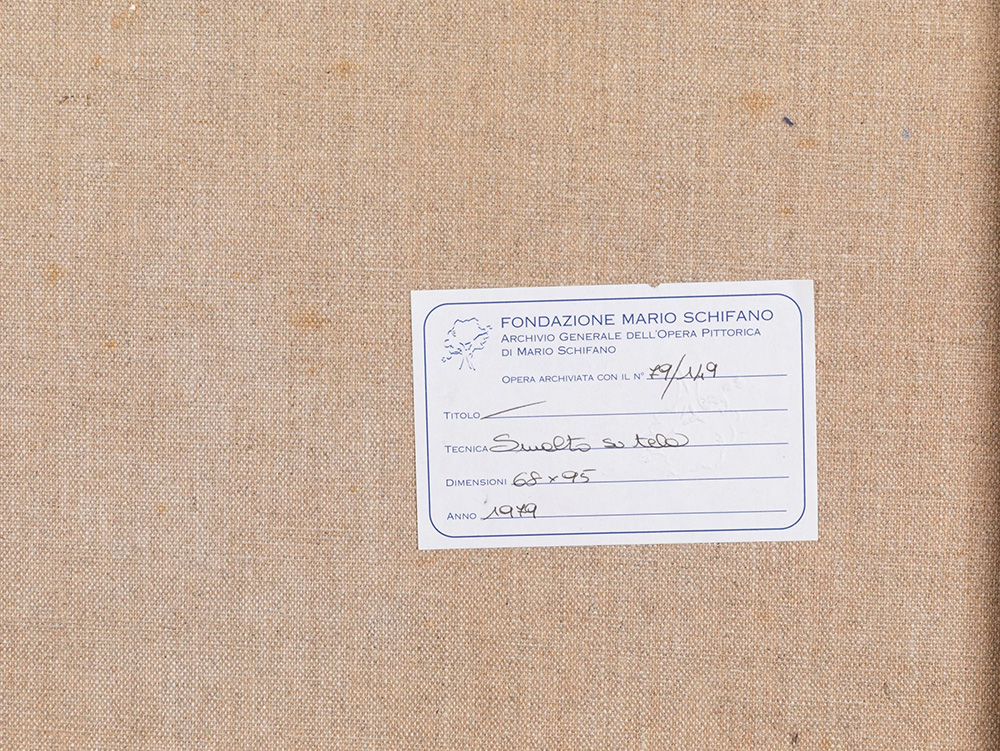 FONDAZIONE MARIO SCHIFANO
ARCHIVIO GENERALE DELL'OPERA PITTORICA
DI MARIO SCHIFANO
OPERA ARCHIVIATA CON IL N° 79/149
TITOLO
TECNICA Smalto su tela
DIMENSIONI 68 x 95
ANNO 1979